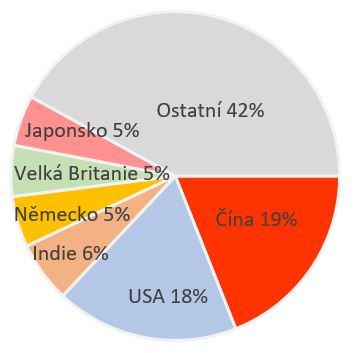 Ostatní 42%
Japonsko 5%
Velká Britanie 5%
Německo 5%
Čína 19%
Indie 6%
USA 18%